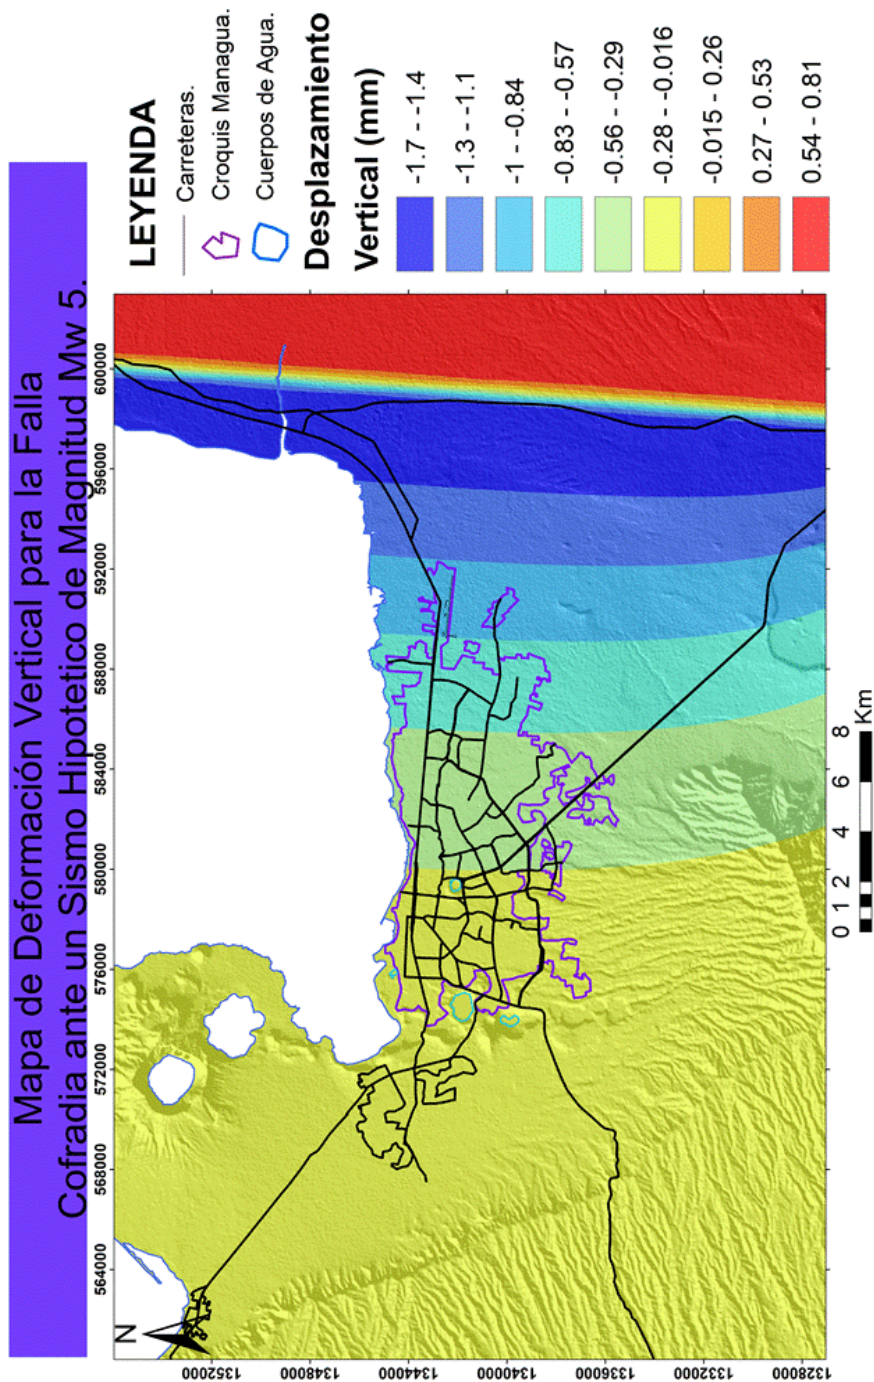 Mapa de Deformación Vertical para la Falla
Cofradia ante un Sismo Hipotetico de Magnitud Mw 5.
N
564000
568000
572000
576000
580000
584000
588000
592000
596000
600000
1352000
1348000
1344000
1340000
1336000
1332000
1328000
0 1 2 4 6 8
Km
LEYENDA
Carreteras.
Croquis Managua.
Cuerpos de Agua.
Desplazamiento
Vertical (mm)
-1.7 - -1.4
-1.3 - -1.1
-1 - -0.84
-0.83 - -0.57
-0.56 - -0.29
-0.28 - -0.016
-0.015 - 0.26
0.27 - 0.53
0.54 - 0.81